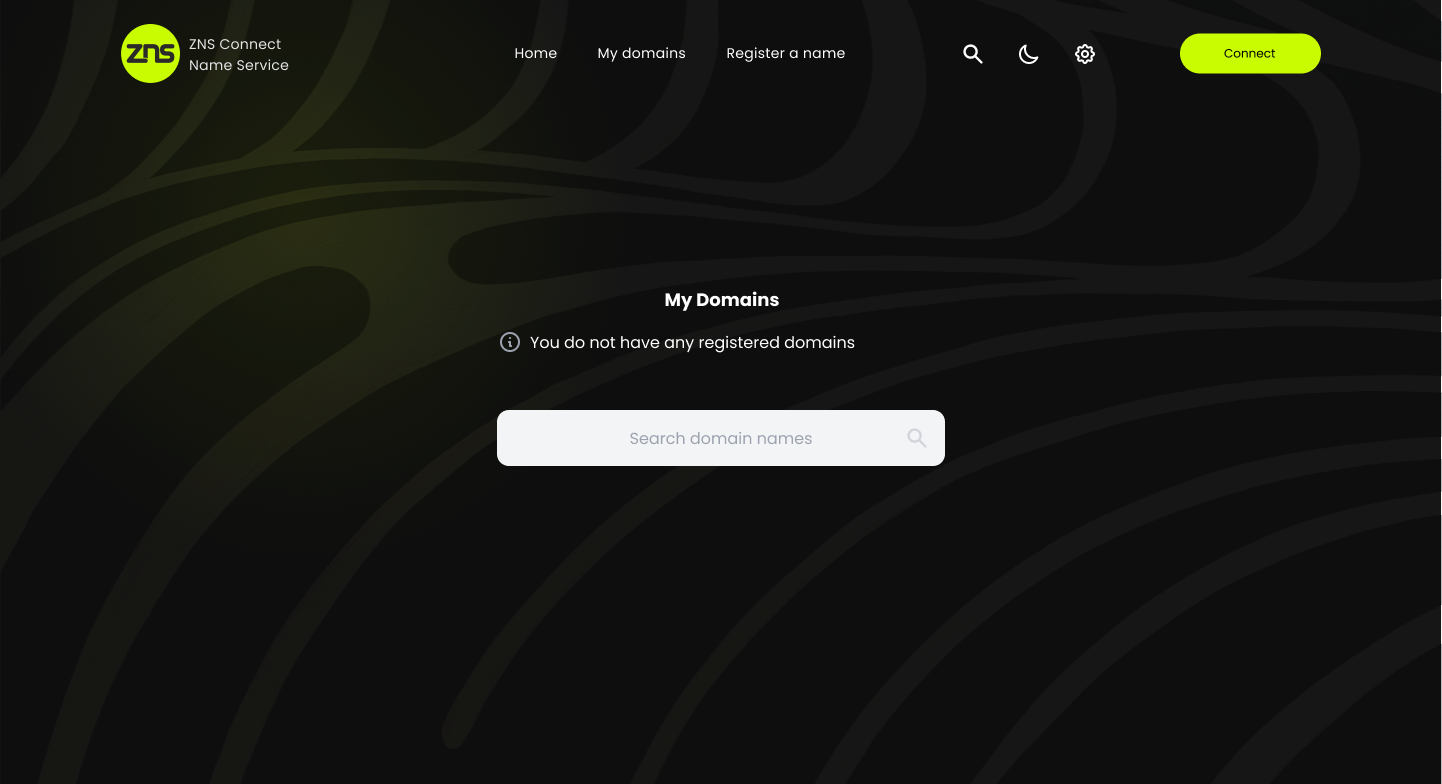 zns
ZNS Connect
Name Service
Home
My domains
Register a name
Connect
My Domains
You do not have any registered domains
Search domain names